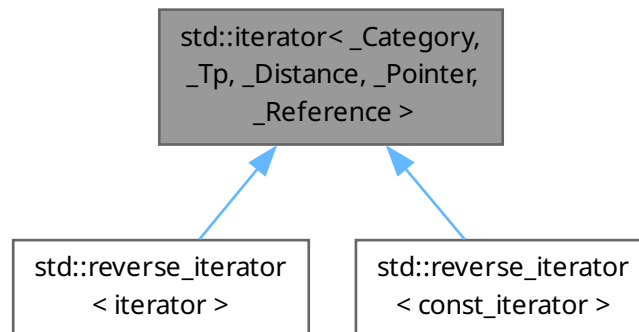 std::iterator< _Category,
_Tp, _Distance, _Pointer,
_Reference >
std::reverse_iterator
< iterator >
std::reverse_iterator
< const_iterator >